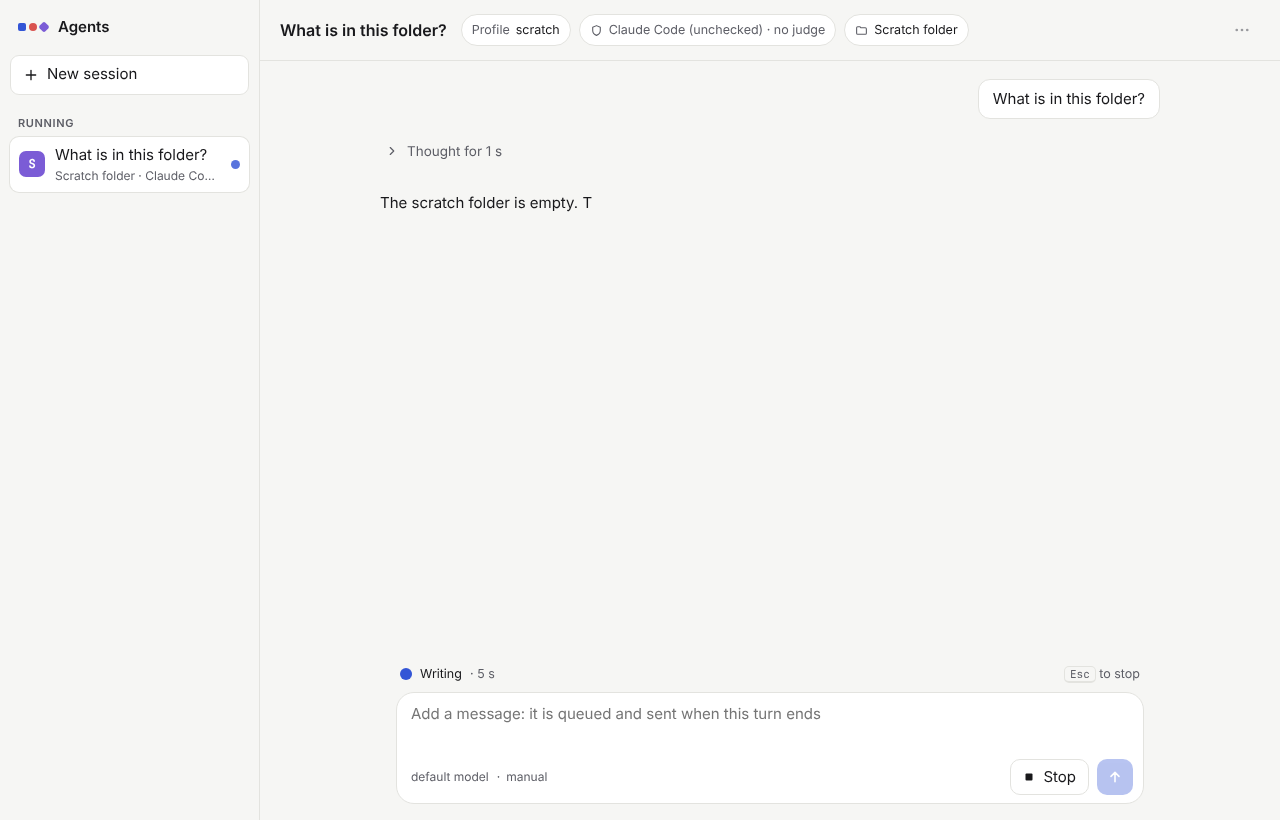 Agents
New session
RUNNING
S
What is in this folder?
Scratch folder · Claude Co...
What is in this folder?
Profile scratch
Claude Code (unchecked) · no judge
Scratch folder
What is in this folder?
Thought for 1 s
The scratch folder is empty. T
Writing · 5 s
Esc to stop
Add a message: it is queued and sent when this turn ends
default model · manual
Stop